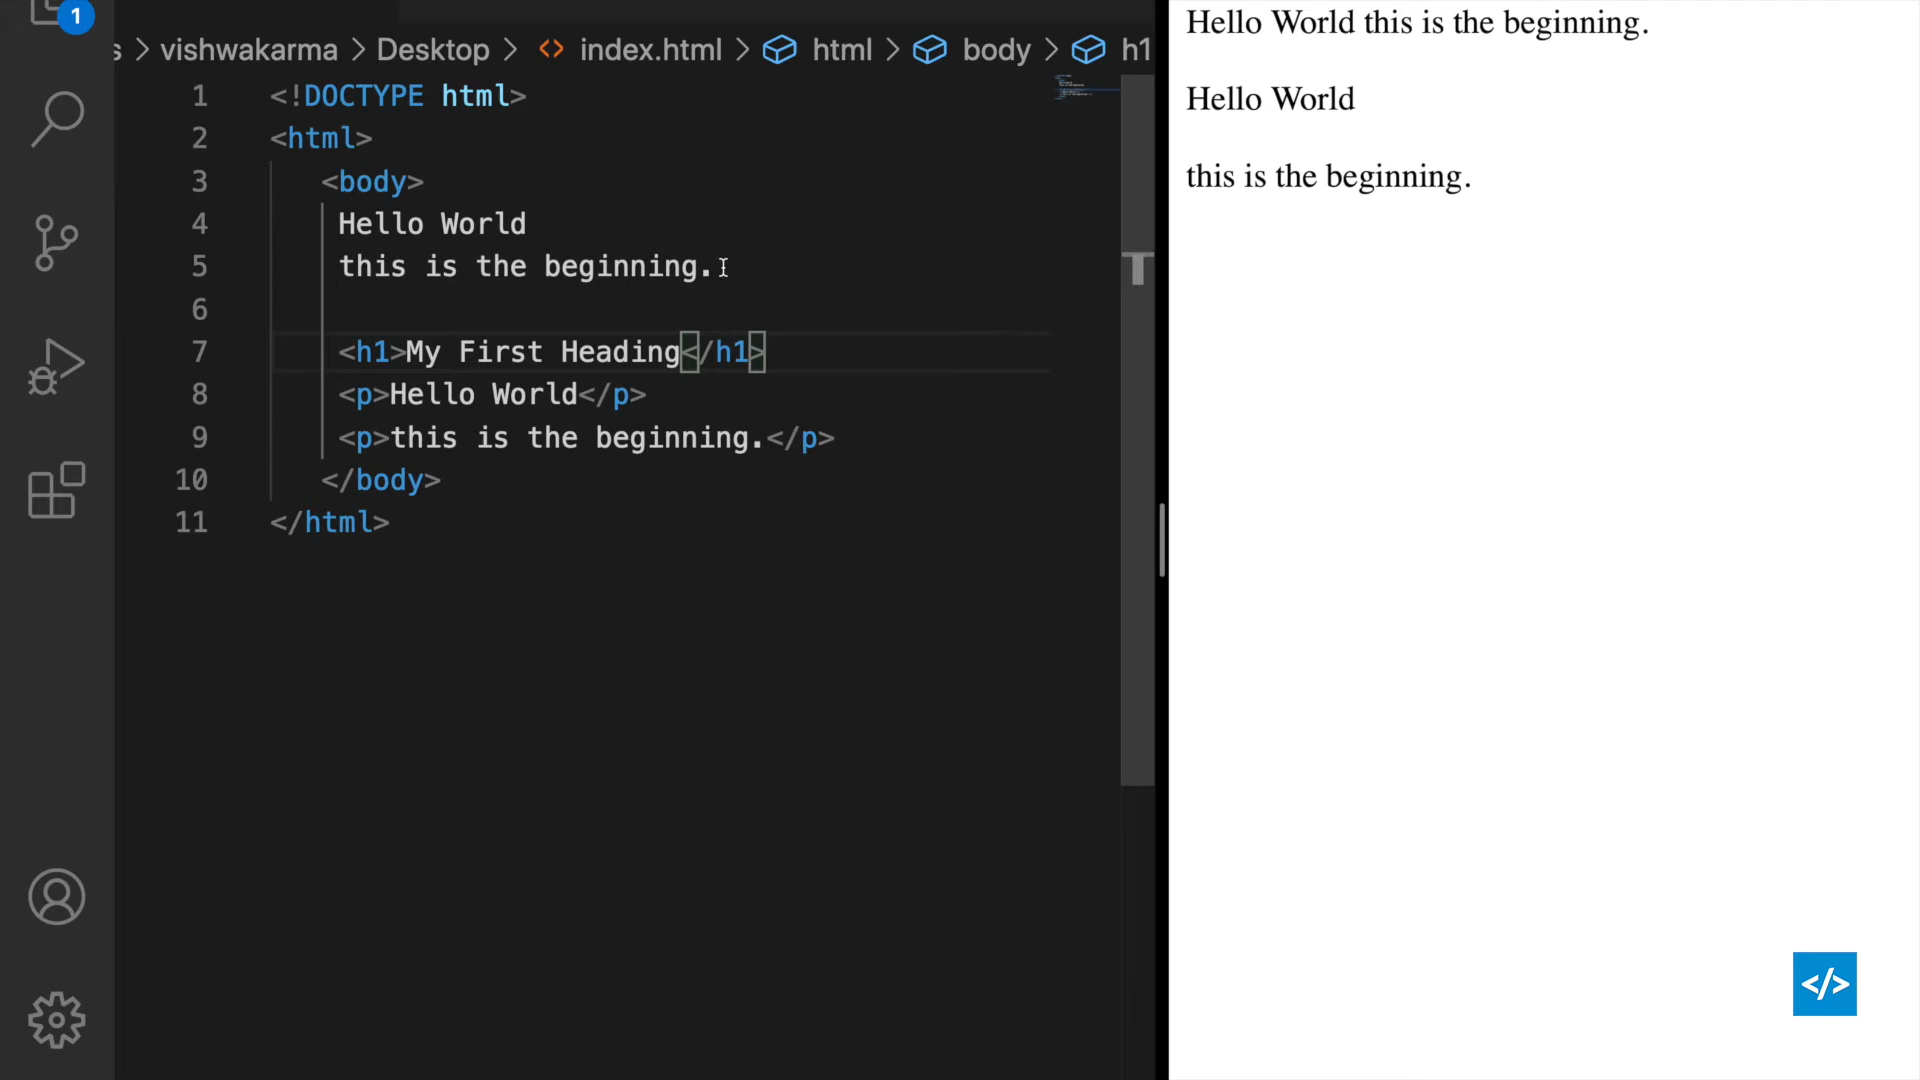 1
s > vishwakarma > Desktop > <> index.html > html > body > h1
1 <!DOCTYPE html>
2 <html>
3 <body>
4 Hello World
5 this is the beginning.
6
7 <h1>My First Heading</h1>
8 <p>Hello World</p>
9 <p>this is the beginning.</p>
10 </body>
11 </html>
Hello World this is the beginning.
Hello World
this is the beginning.
</>